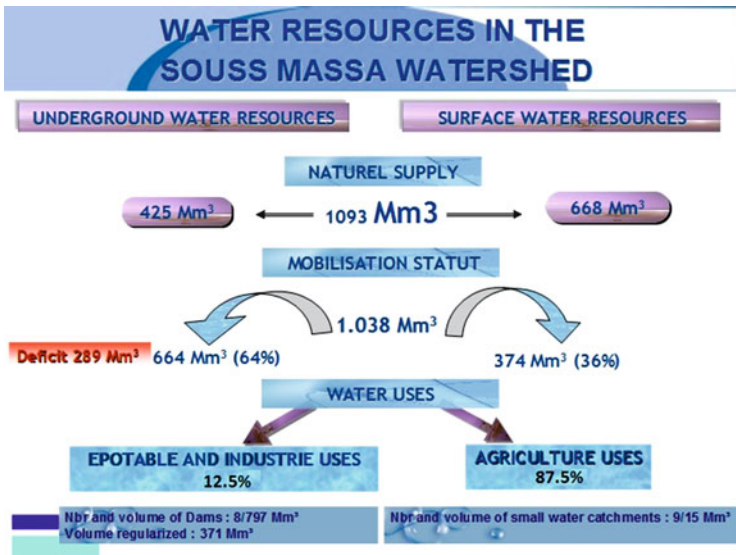 WATER RESOURCES IN THE
SOUSS MASSA WATERSHED
UNDERGROUND WATER RESOURCES
SURFACE WATER RESOURCES
NATUREL SUPPLY
425 Mm³
1093 Mm3
668 Mm³
MOBILISATION STATUT
1.038 Mm³
Deficit 289 Mm³
664 Mm³ (64%)
374 Mm³ (36%)
WATER USES
EPOTABLE AND INDUSTRIE USES
12.5%
AGRICULTURE USES
87.5%
Nbr and volume of Dams : 8/797 Mm³
Volume regularized : 371 Mm³
Nbr and volume of small water catchments : 9/15 Mm³